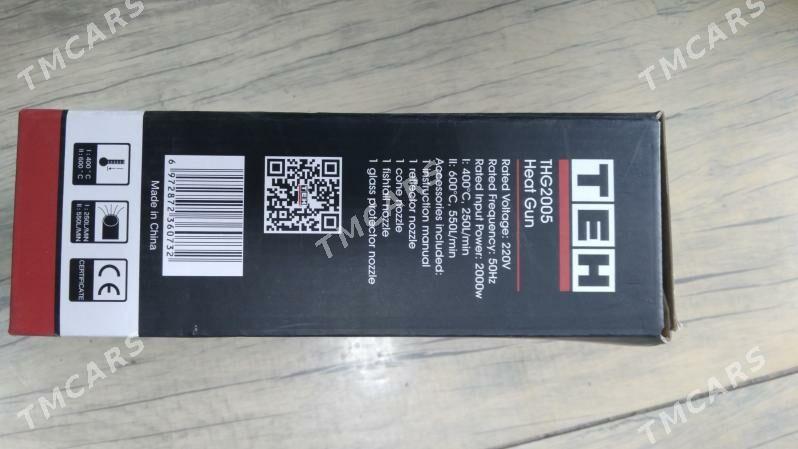 TEH
THG2005
Heat Gun
Rated Voltage: 220V
Rated Frequency: 50Hz
Rated Input Power: 2000w
I: 400°C, 250L/min
II: 600°C, 550L/min
Accessories included:
1 instruction manual
1 reflector nozzle
1 cone nozzle
1 fishtail nozzle
1 glass protector nozzle
TEH
6 972872 360732
Made in China
I : 400°C
II : 600°C
I : 250L/MIN
II : 550L/MIN
CE
CERTIFICATE
TMCARS
TMCARS
TMCARS
TMCARS
TMCARS